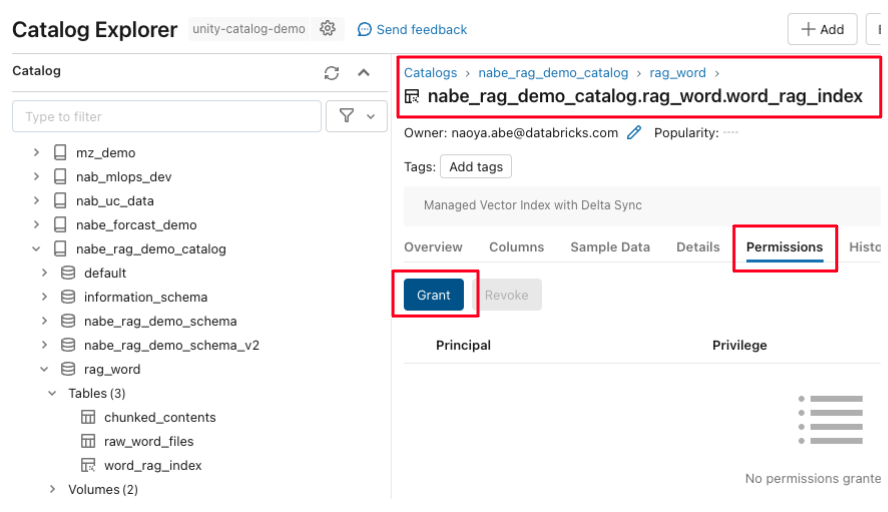 Catalog Explorer unity-catalog-demo Send feedback
Add
Catalog
Type to filter
mz_demo
nab_mlops_dev
nab_uc_data
nabe_forcast_demo
nabe_rag_demo_catalog
default
information_schema
nabe_rag_demo_schema
nabe_rag_demo_schema_v2
rag_word
Tables (3)
chunked_contents
raw_word_files
word_rag_index
Volumes (2)
Catalogs › nabe_rag_demo_catalog › rag_word ›
nabe_rag_demo_catalog.rag_word.word_rag_index
Owner: naoya.abe@databricks.com Popularity: ----
Tags: Add tags
Managed Vector Index with Delta Sync
Overview Columns Sample Data Details Permissions Histo
Grant Revoke
Principal Privilege
No permissions grante